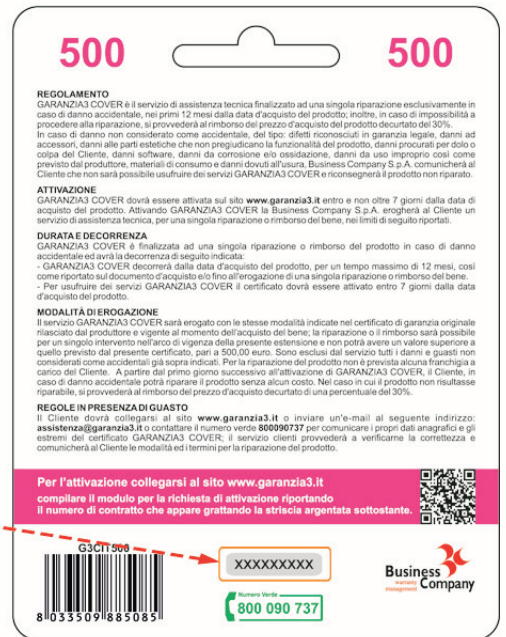 500 500
REGOLAMENTO
GARANZIA3 COVER è il servizio di assistenza tecnica finalizzato ad una singola riparazione esclusivamente in
caso di danno accidentale, nei primi 12 mesi dalla data d'acquisto del prodotto; inoltre, in caso di impossibilità a
procedere alla riparazione, si provvederà al rimborso del prezzo d'acquisto del prodotto decurtato del 30%.
In caso di danno non considerato come accidentale, del tipo: difetti riconosciuti in garanzia legale, danni ad
accessori, danni alle parti estetiche che non pregiudicano la funzionalità del prodotto, danni procurati per dolo o
colpa del Cliente, danni software, danni da corrosione e/o ossidazione, danni da uso improprio così come
previsto dal produttore, materiali di consumo e danni dovuti all'usura, Business Company S.p.A. comunicherà al
Cliente che non sarà possibile usufruire dei servizi GARANZIA3 COVER e riconsegnerà il prodotto non riparato.
ATTIVAZIONE
GARANZIA3 COVER dovrà essere attivata sul sito www.garanzia3.it entro e non oltre 7 giorni dalla data di
acquisto del prodotto. Attivando GARANZIA3 COVER la Business Company S.p.A. erogherà al Cliente un
servizio di assistenza tecnica, per una singola riparazione o rimborso del bene, nei limiti di seguito riportati.
DURATA E DECORRENZA
GARANZIA3 COVER è finalizzata ad una singola riparazione o rimborso del prodotto in caso di danno
accidentale ed avrà la decorrenza di seguito indicata:
- GARANZIA3 COVER decorrerà dalla data d'acquisto del prodotto, per un tempo massimo di 12 mesi, così
come riportato sul documento d'acquisto e/o fino all'erogazione di una singola riparazione o rimborso del bene.
- Per usufruire dei servizi GARANZIA3 COVER il certificato dovrà essere attivato entro 7 giorni dalla data
d'acquisto del prodotto.
MODALITÀ DI EROGAZIONE
Il servizio GARANZIA3 COVER sarà erogato con le stesse modalità indicate nel certificato di garanzia originale
rilasciato dal produttore e vigente al momento dell'acquisto del bene; la riparazione o il rimborso sarà possibile
per un singolo intervento nell'arco di vigenza della presente estensione e non potrà avere un valore superiore a
quello previsto dal presente certificato, pari a 500,00 euro. Sono esclusi dal servizio tutti i danni e guasti non
considerati come accidentali già sopra indicati. Per la riparazione del prodotto non è prevista alcuna franchigia a
carico del Cliente. A partire dal primo giorno successivo all'attivazione di GARANZIA3 COVER, il Cliente, in
caso di danno accidentale potrà riparare il prodotto senza alcun costo. Nel caso in cui il prodotto non risultasse
riparabile, si provvederà al rimborso del prezzo d'acquisto decurtato di una percentuale del 30%.
REGOLE IN PRESENZA DI GUASTO
Il Cliente dovrà collegarsi al sito www.garanzia3.it o inviare un'e-mail al seguente indirizzo:
assistenza@garanzia3.it o contattare il numero verde 800090737 per comunicare i propri dati anagrafici e gli
estremi del certificato GARANZIA3 COVER; il servizio clienti provvederà a verificarne la correttezza e
comunicherà al Cliente le modalità ed i termini per la riparazione del prodotto.
Per l'attivazione collegarsi al sito www.garanzia3.it
compilare il modulo per la richiesta di attivazione riportando
il numero di contratto che appare grattando la striscia argentata sottostante.
G3CIT500
8 033509 885085
XXXXXXXXX
Numero Verde
800 090 737
Business
warranty
management
Company